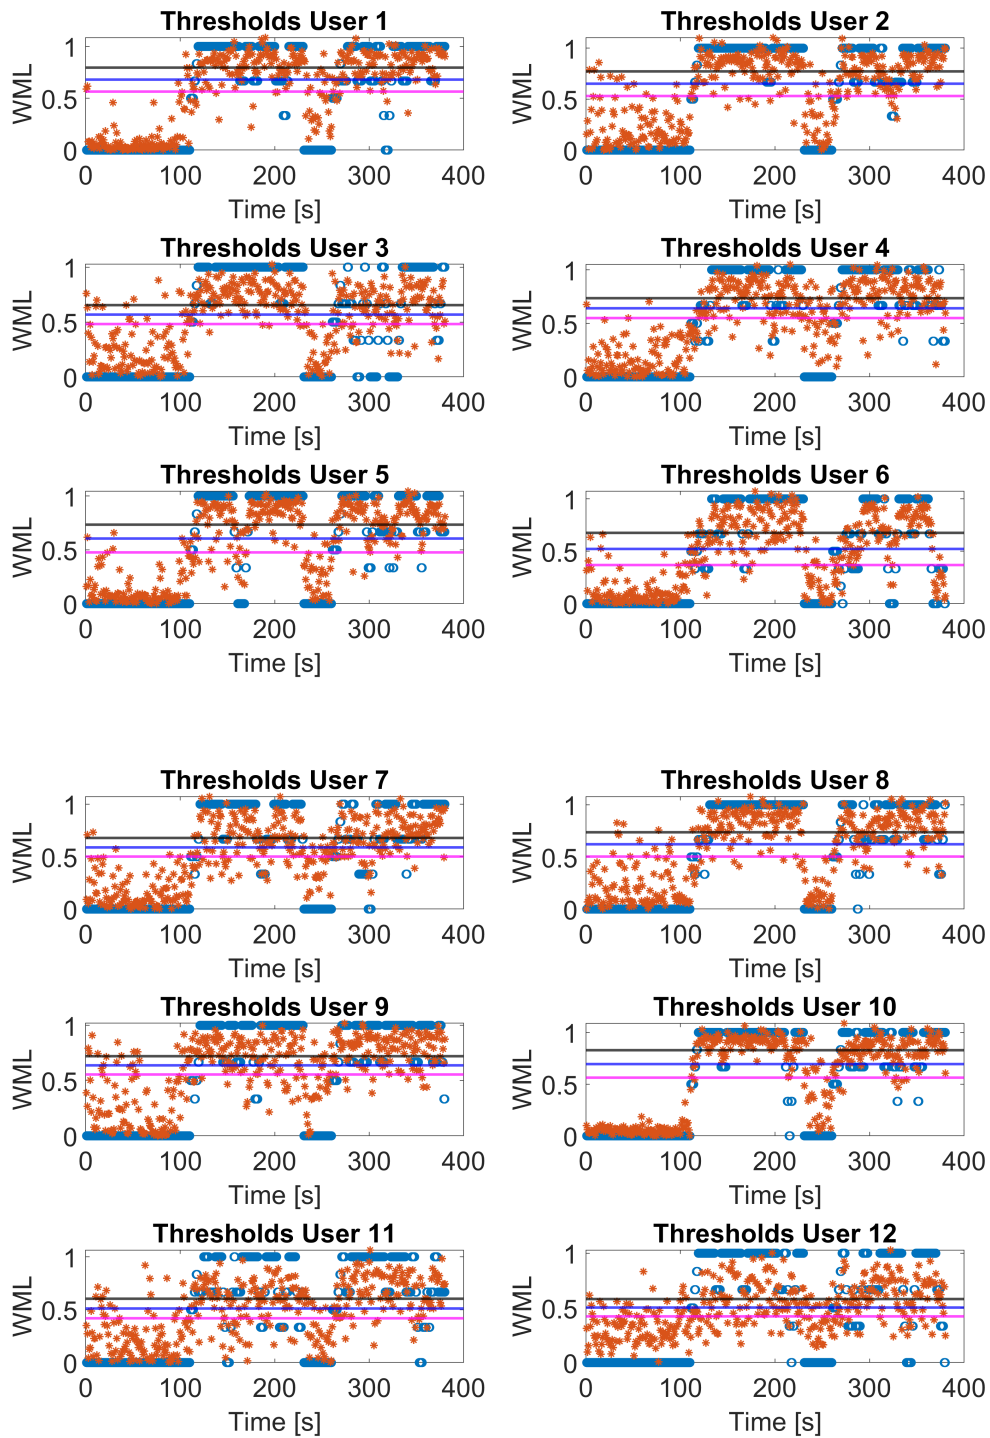 Thresholds User 1
1
0.5
0
WML
0 100 200 300 400
Time [s]
Thresholds User 2
1
0.5
0
WML
0 100 200 300 400
Time [s]
Thresholds User 3
1
0.5
0
WML
0 100 200 300 400
Time [s]
Thresholds User 4
1
0.5
0
WML
0 100 200 300 400
Time [s]
Thresholds User 5
1
0.5
0
WML
0 100 200 300 400
Time [s]
Thresholds User 6
1
0.5
0
WML
0 100 200 300 400
Time [s]
Thresholds User 7
1
0.5
0
WML
0 100 200 300 400
Time [s]
Thresholds User 8
1
0.5
0
WML
0 100 200 300 400
Time [s]
Thresholds User 9
1
0.5
0
WML
0 100 200 300 400
Time [s]
Thresholds User 10
1
0.5
0
WML
0 100 200 300 400
Time [s]
Thresholds User 11
1
0.5
0
WML
0 100 200 300 400
Time [s]
Thresholds User 12
1
0.5
0
WML
0 100 200 300 400
Time [s]